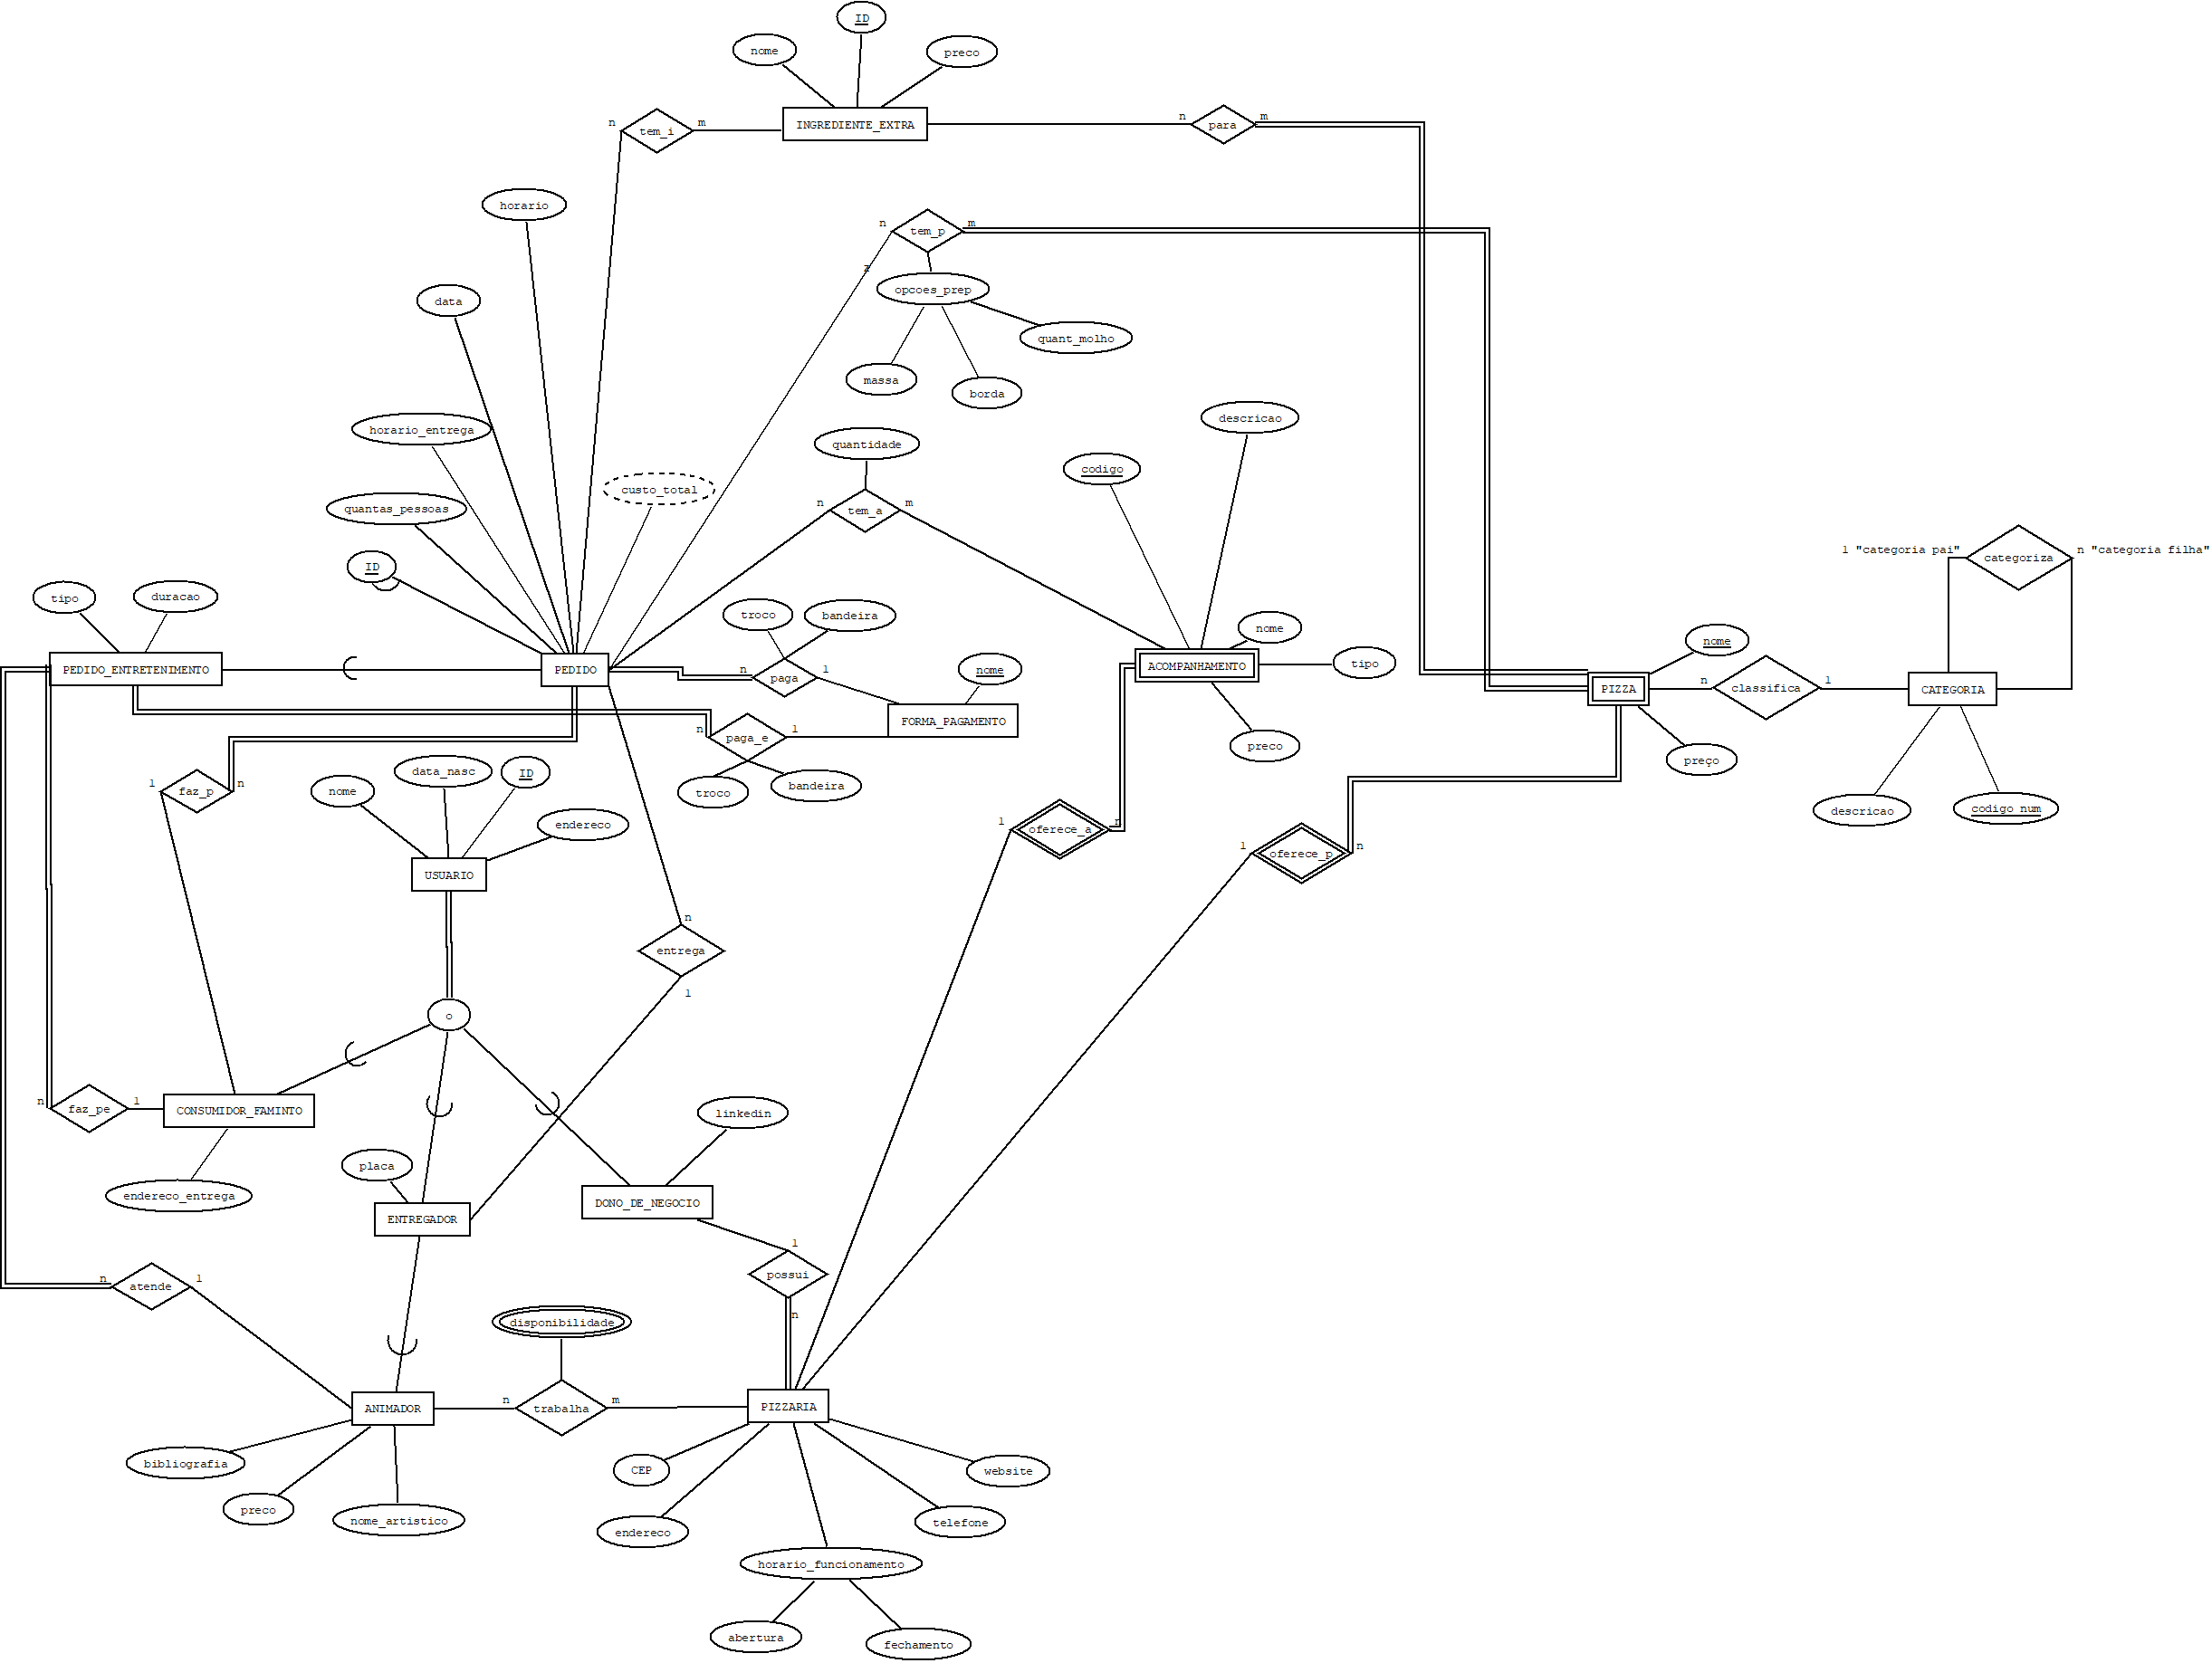 ID
nome
preco
INGREDIENTE_EXTRA
n
tem_i
m
n
para
m
horario
n
tem_p
m
z
opcoes_prep
data
quant_molho
massa
borda
descricao
horario_entrega
quantidade
codigo
custo_total
quantas_pessoas
n
tem_a
m
1 "categoria pai"
categoriza
n "categoria filha"
ID
tipo
duracao
troco
bandeira
nome
nome
PEDIDO_ENTRETENIMENTO
PEDIDO
n
paga
1
nome
ACOMPANHAMENTO
tipo
PIZZA
n
classifica
1
CATEGORIA
FORMA_PAGAMENTO
n
paga_e
1
preco
preço
1
faz_p
n
nome
data_nasc
ID
troco
bandeira
descricao
codigo_num
endereco
1
oferece_a
n
1
oferece_p
n
USUARIO
n
entrega
1
o
n
faz_pe
1
CONSUMIDOR_FAMINTO
linkedin
placa
endereco_entrega
ENTREGADOR
DONO_DE_NEGOCIO
1
possui
n
n
atende
1
disponibilidade
ANIMADOR
n
trabalha
m
PIZZARIA
bibliografia
CEP
website
preco
nome_artistico
endereco
telefone
horario_funcionamento
abertura
fechamento